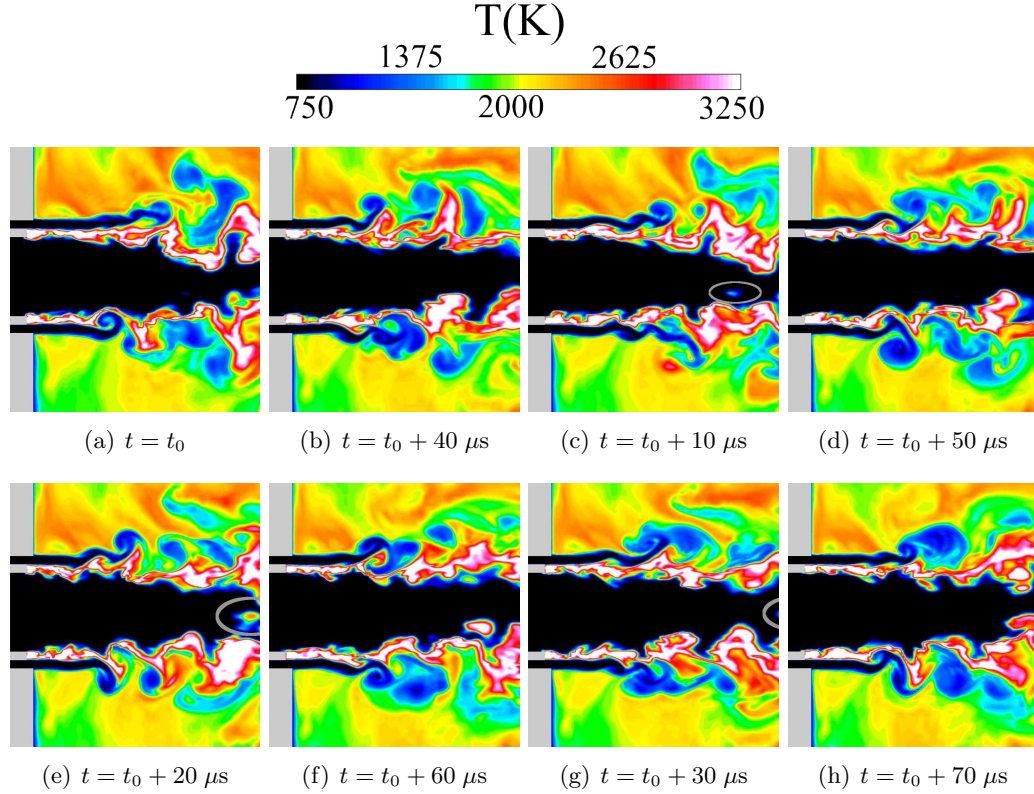 T(K)
1375 2625
750 2000 3250
(a) t = t₀ (b) t = t₀ + 40 μs (c) t = t₀ + 10 μs (d) t = t₀ + 50 μs
(e) t = t₀ + 20 μs (f) t = t₀ + 60 μs (g) t = t₀ + 30 μs (h) t = t₀ + 70 μs